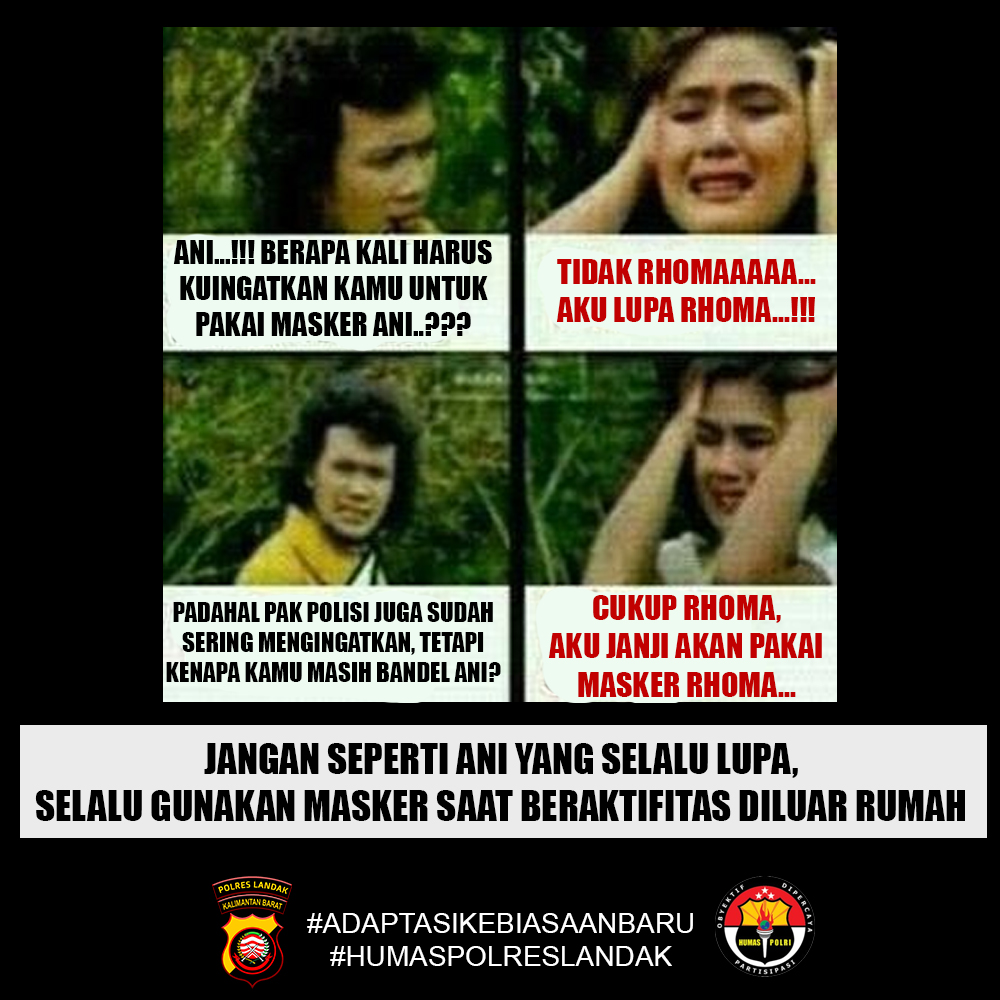 ANI...!!! BERAPA KALI HARUS
KUINGATKAN KAMU UNTUK
PAKAI MASKER ANI..???
TIDAK RHOMAAAAA...
AKU LUPA RHOMA...!!!
PADAHAL PAK POLISI JUGA SUDAH
SERING MENGINGATKAN, TETAPI
KENAPA KAMU MASIH BANDEL ANI?
CUKUP RHOMA,
AKU JANJI AKAN PAKAI
MASKER RHOMA...
JANGAN SEPERTI ANI YANG SELALU LUPA,
SELALU GUNAKAN MASKER SAAT BERAKTIFITAS DILUAR RUMAH
POLRES LANDAK
KALIMANTAN BARAT
#ADAPTASIKEBIASAANBARU
#HUMASPOLRESLANDAK
OBYEKTIF DIPERCAYA
HUMAS POLRI
PARTISIPASI